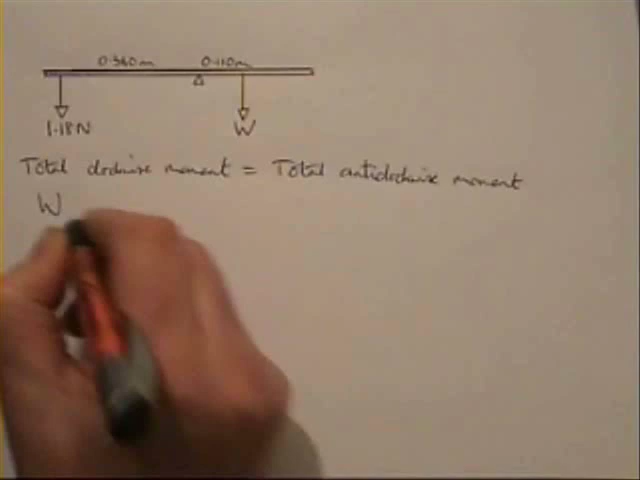 0.360m 0.110m
1.18N W
Total clockwise moment = Total anticlockwise moment
W